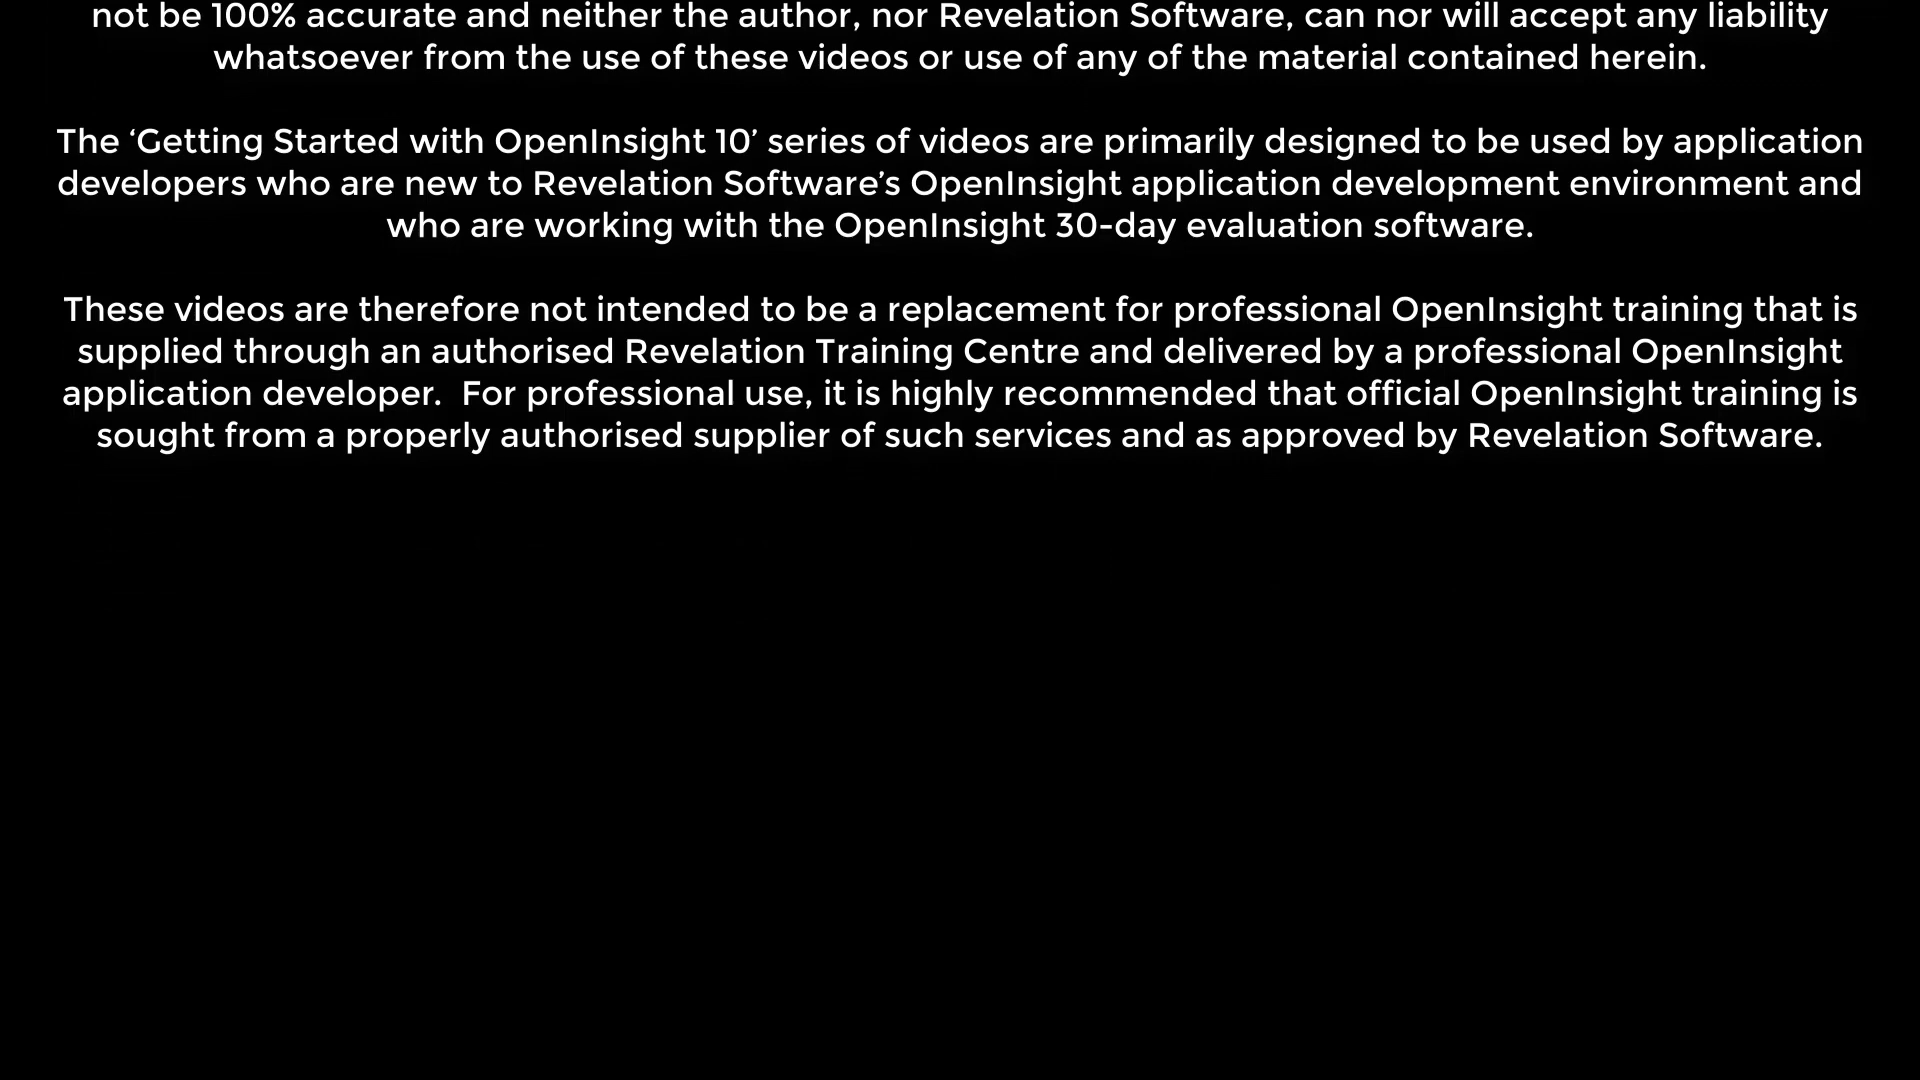 not be 100% accurate and neither the author, nor Revelation Software, can nor will accept any liability
whatsoever from the use of these videos or use of any of the material contained herein.
The ‘Getting Started with OpenInsight 10’ series of videos are primarily designed to be used by application
developers who are new to Revelation Software’s OpenInsight application development environment and
who are working with the OpenInsight 30-day evaluation software.
These videos are therefore not intended to be a replacement for professional OpenInsight training that is
supplied through an authorised Revelation Training Centre and delivered by a professional OpenInsight
application developer.  For professional use, it is highly recommended that official OpenInsight training is
sought from a properly authorised supplier of such services and as approved by Revelation Software.